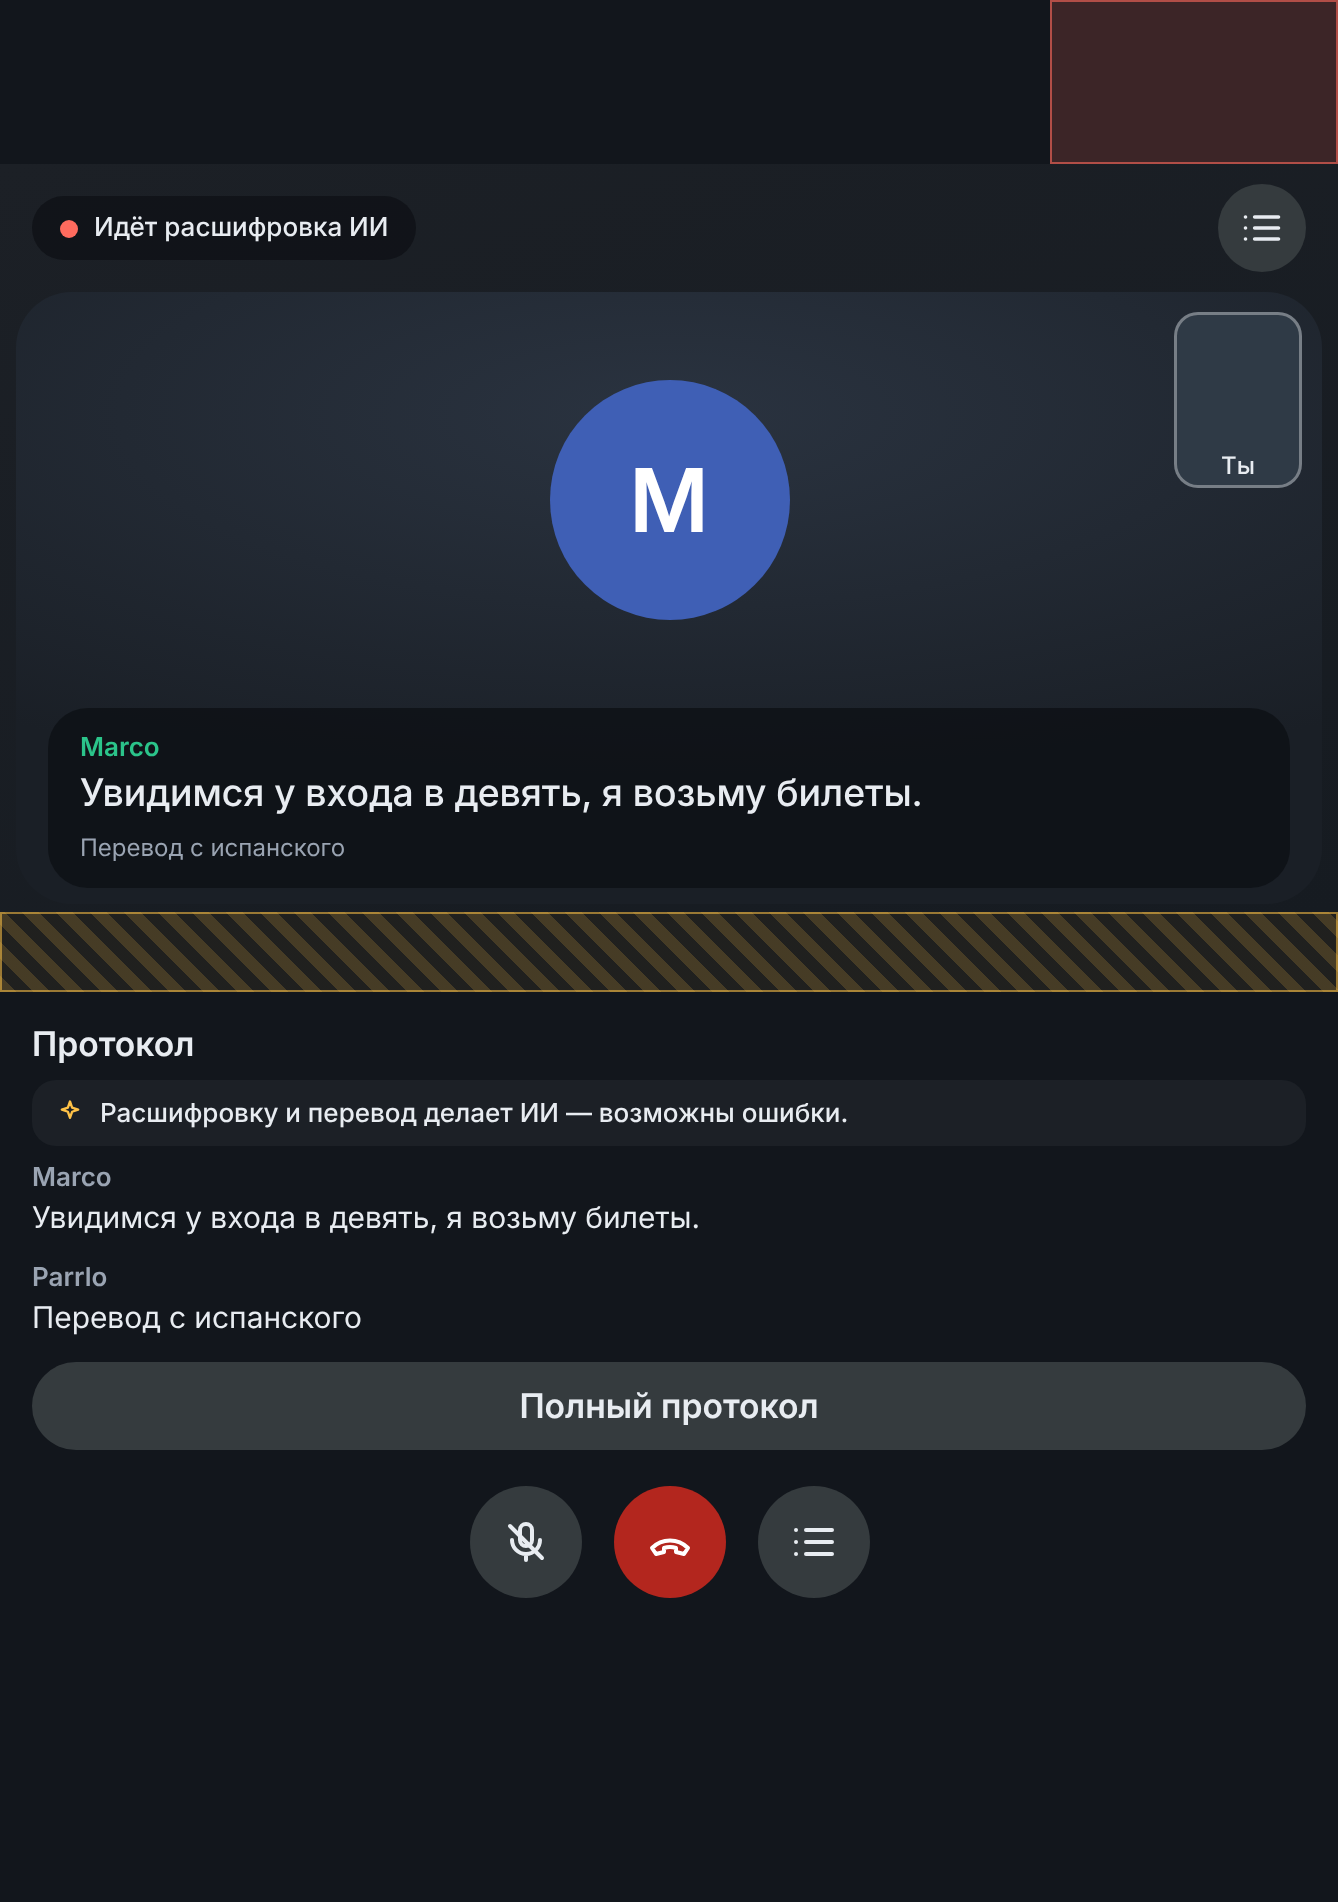 Идёт расшифровка ИИ
M
Ты
Marco
Увидимся у входа в девять, я возьму билеты.
Перевод с испанского
Протокол
Расшифровку и перевод делает ИИ — возможны ошибки.
Marco
Увидимся у входа в девять, я возьму билеты.
Parrlo
Перевод с испанского
Полный протокол